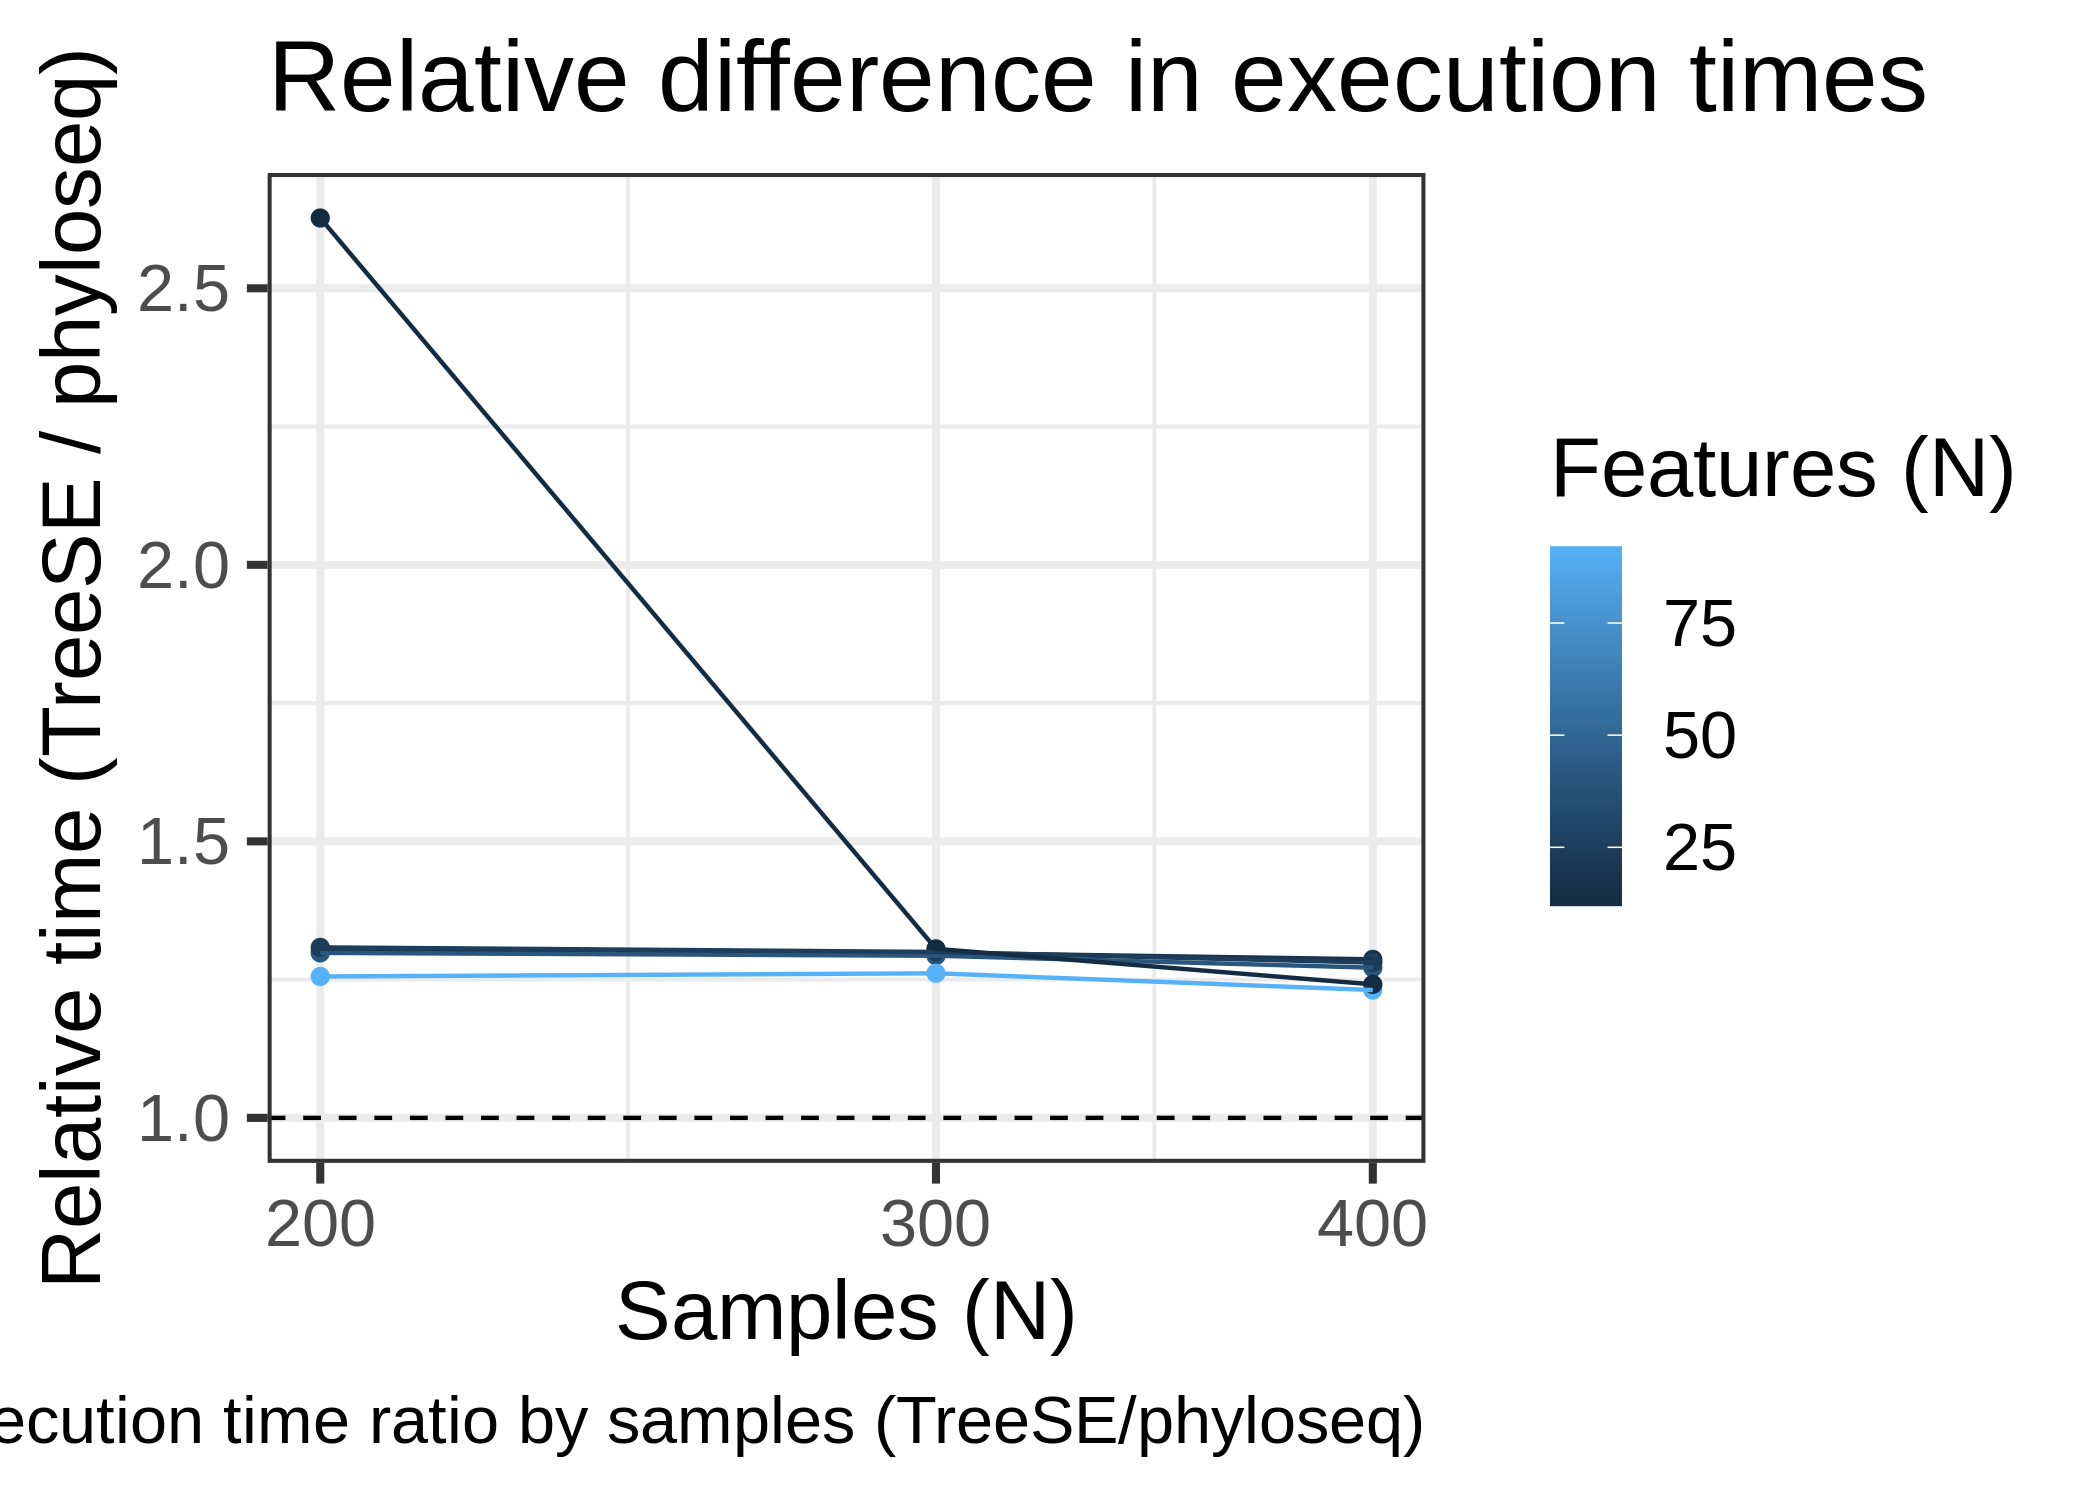 Relative difference in execution times
Relative time (TreeSE / phyloseq)
2.5
2.0
1.5
1.0
200
300
400
Samples (N)
Features (N)
75
50
25
ecution time ratio by samples (TreeSE/phyloseq)